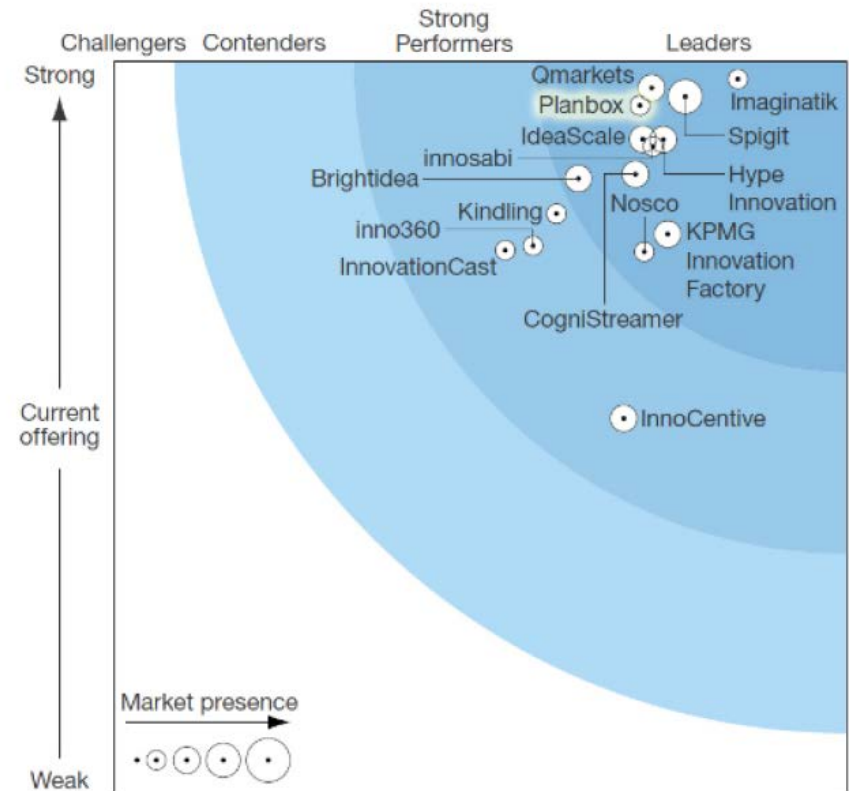 Strong
Challengers Contenders Performers Leaders
Strong
Qmarkets
Planbox
Imaginatik
IdeaScale
Spigit
innosabi
Brightidea
Hype
Innovation
Kindling
Nosco
inno360
KPMG
Innovation
Factory
InnovationCast
CogniStreamer
Current
offering
InnoCentive
Market presence
Weak